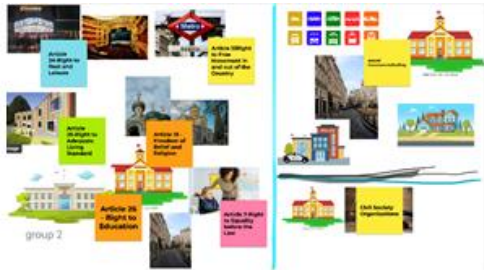 Metro
Article
24-Right to
Rest and
Leisure
Article 13Right
to Free
Movement in
and out of the
Country
Article
25-Right to
Adequate
Living
Standard
Article 18 -
Freedom of
Belief and
Religion
Article 26
- Right to
Education
Article 7-Right
to Equality
before the
Law
group 2
Civil Society
Organizations